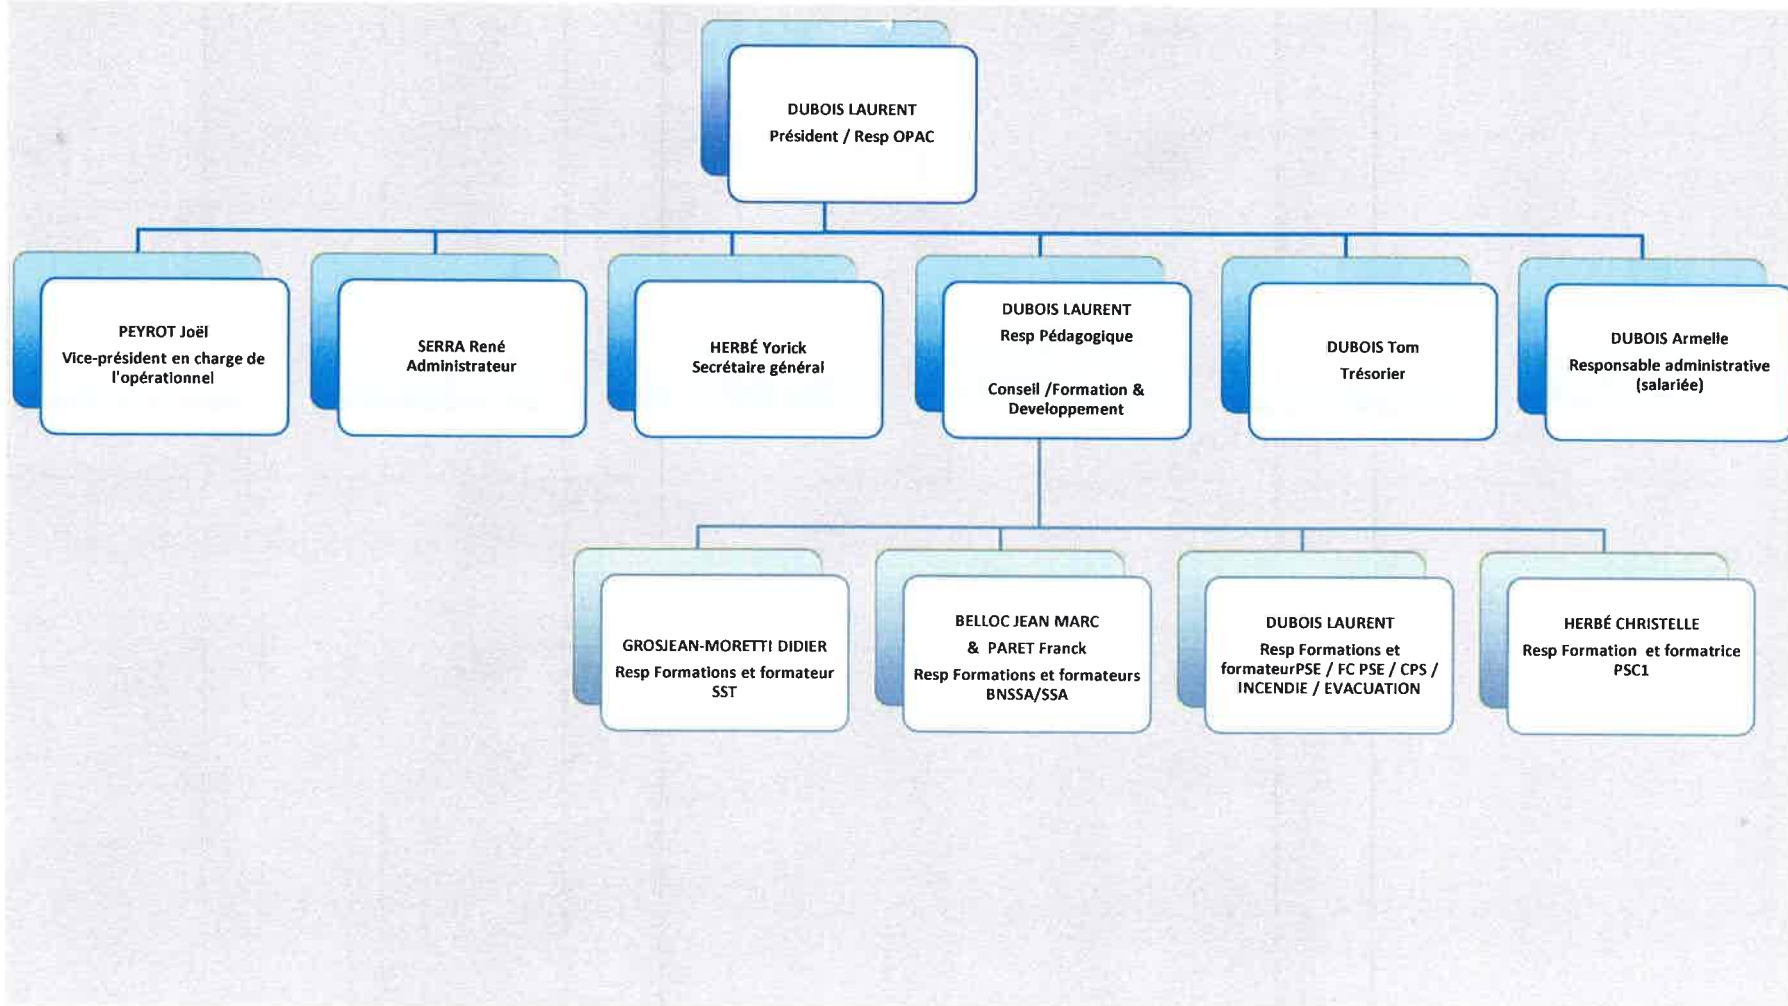 DUBOIS LAURENT
Président / Resp OPAC
PEYROT Joël
Vice-président en charge de
l'opérationnel
SERRA René
Administrateur
HERBÉ Yorick
Secrétaire général
DUBOIS LAURENT
Resp Pédagogique
Conseil /Formation &
Developpement
DUBOIS Tom
Trésorier
DUBOIS Armelle
Responsable administrative
(salariée)
GROSJEAN-MORETTI DIDIER
Resp Formations et formateur
SST
BELLOC JEAN MARC
& PARET Franck
Resp Formations et formateurs
BNSSA/SSA
DUBOIS LAURENT
Resp Formations et
formateurPSE / FC PSE / CPS /
INCENDIE / EVACUATION
HERBÉ CHRISTELLE
Resp Formation et formatrice
PSC1